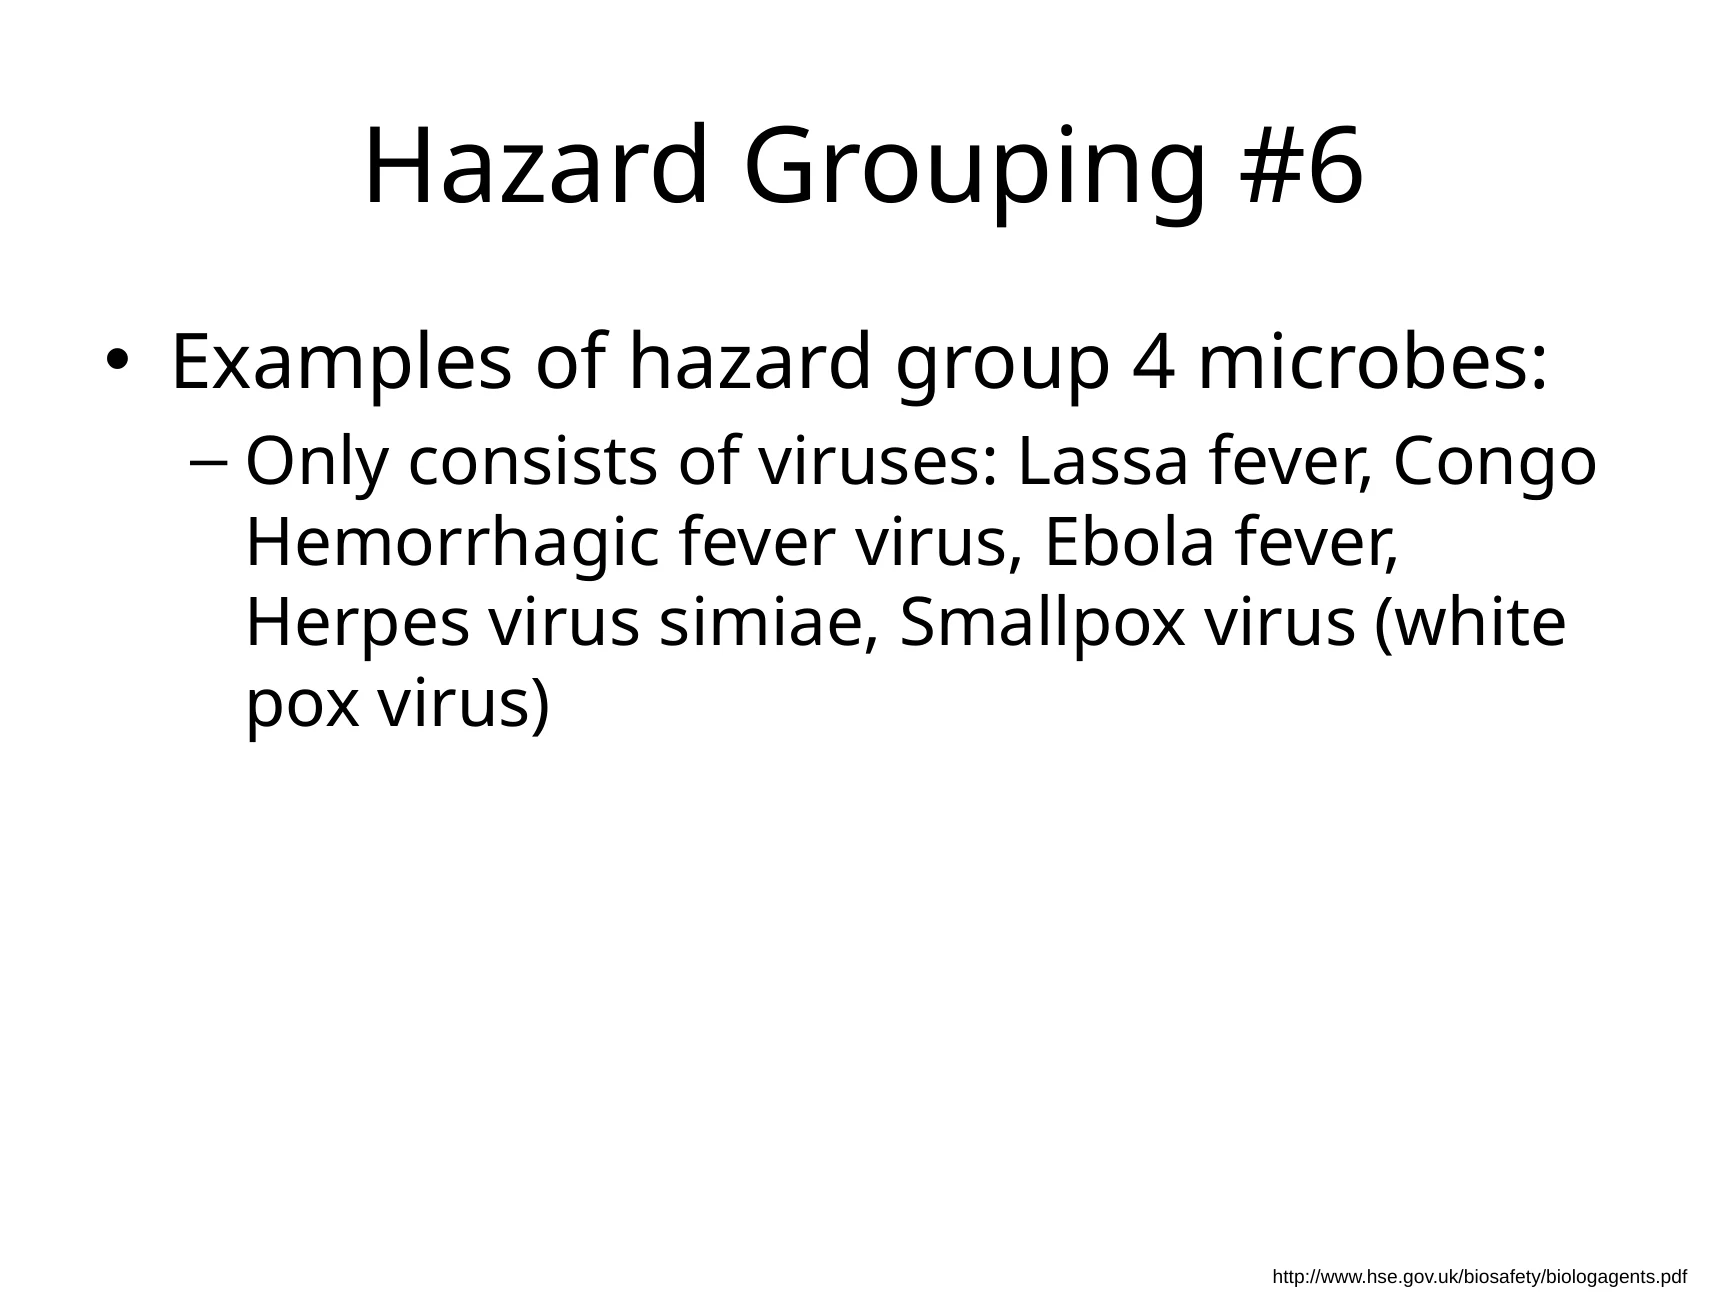 Hazard Grouping #6
• Examples of hazard group 4 microbes:
– Only consists of viruses: Lassa fever, Congo
Hemorrhagic fever virus, Ebola fever,
Herpes virus simiae, Smallpox virus (white
pox virus)
http://www.hse.gov.uk/biosafety/biologagents.pdf